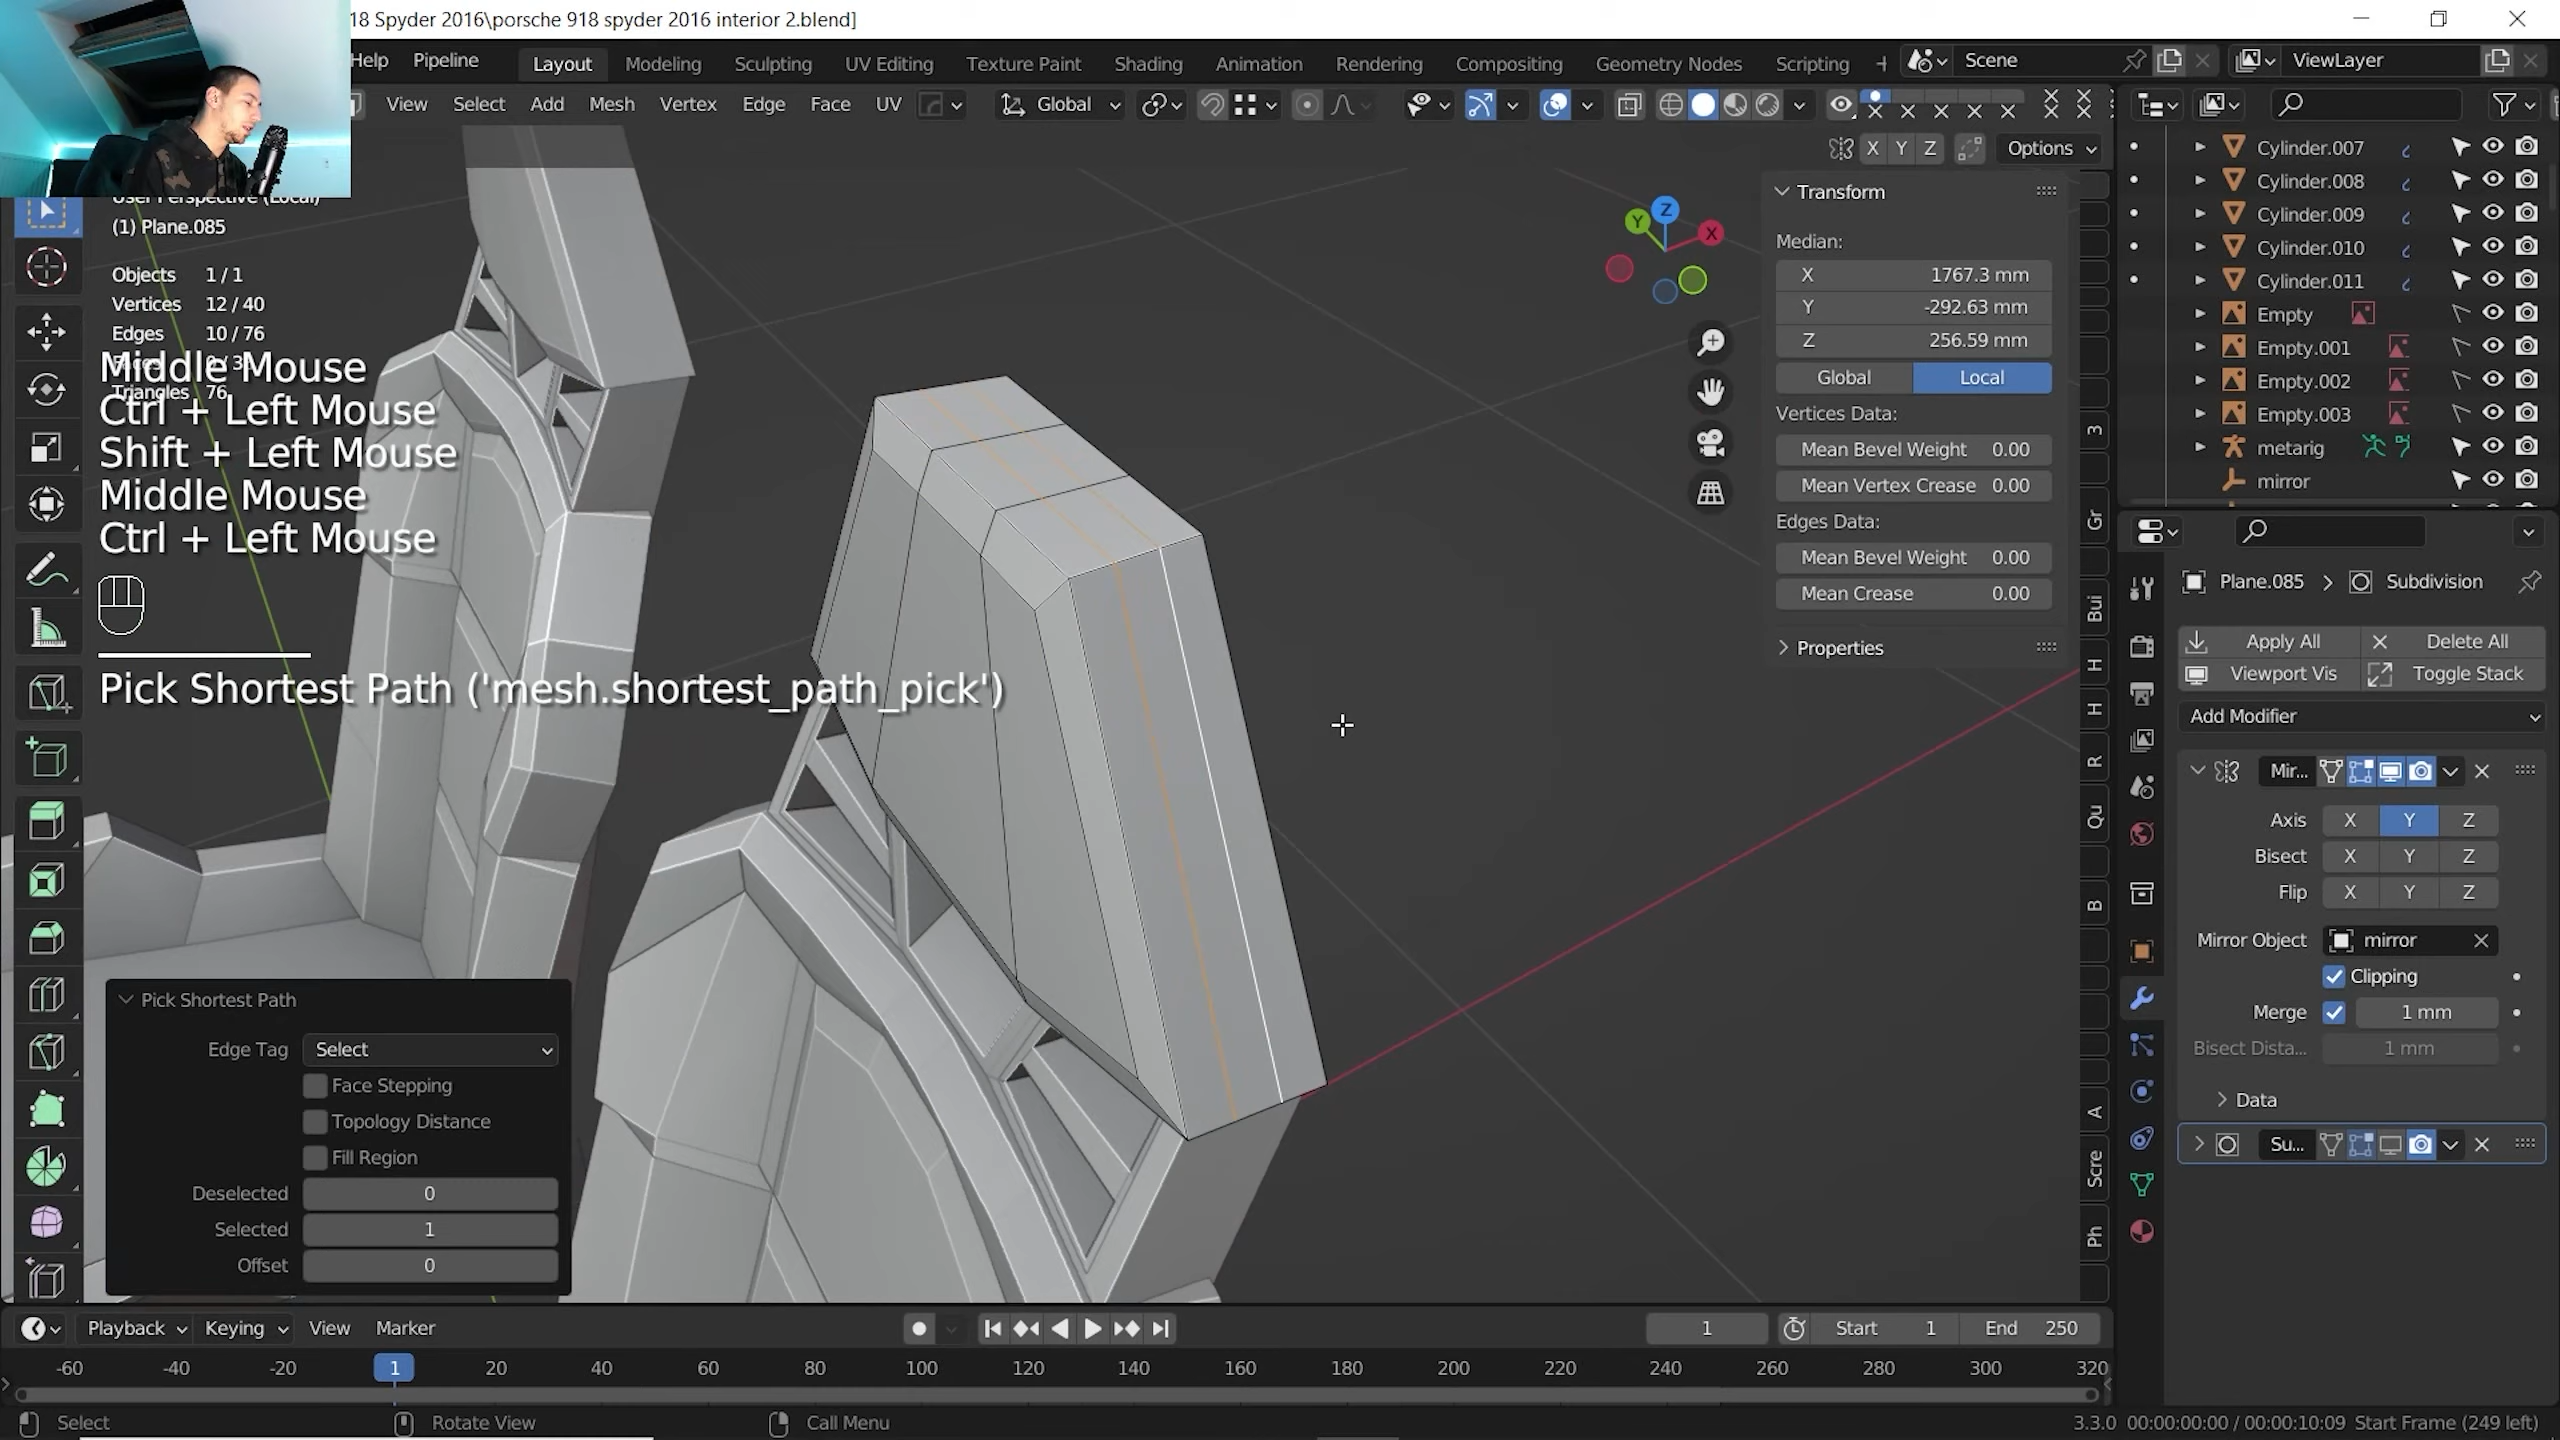 18 Spyder 2016\porsche 918 spyder 2016 interior 2.blend]
Help Pipeline Layout Modeling Sculpting UV Editing Texture Paint Shading Animation Rendering Compositing Geometry Nodes Scripting + Scene ViewLayer
View Select Add Mesh Vertex Edge Face UV Global
X Y Z Options
User Perspective (Local)
(1) Plane.085
Objects 1 / 1
Vertices 12 / 40
Edges 10 / 76
Triangles 76
Middle Mouse
Ctrl + Left Mouse
Shift + Left Mouse
Middle Mouse
Ctrl + Left Mouse
Pick Shortest Path ('mesh.shortest_path_pick')
Pick Shortest Path
Edge Tag Select
Face Stepping
Topology Distance
Fill Region
Deselected 0
Selected 1
Offset 0
Z
Y
X
Transform
Median:
X 1767.3 mm
Y -292.63 mm
Z 256.59 mm
Global Local
Vertices Data:
Mean Bevel Weight 0.00
Mean Vertex Crease 0.00
Edges Data:
Mean Bevel Weight 0.00
Mean Crease 0.00
Properties
3
Gr
Bui
H
H
R
Qu
B
A
Scre
Ph
Cylinder.007
Cylinder.008
Cylinder.009
Cylinder.010
Cylinder.011
Empty
Empty.001
Empty.002
Empty.003
metarig
mirror
Plane.085 > Subdivision
Apply All Delete All
Viewport Vis Toggle Stack
Add Modifier
Mir...
Axis X Y Z
Bisect X Y Z
Flip X Y Z
Mirror Object mirror
Clipping
Merge 1 mm
Bisect Dista... 1 mm
Data
Su...
Playback Keying View Marker 1 Start 1 End 250
-60 -40 -20 1 20 40 60 80 100 120 140 160 180 200 220 240 260 280 300 320
Select Rotate View Call Menu 3.3.0 00:00:00:00 / 00:00:10:09 Start Frame (249 left)